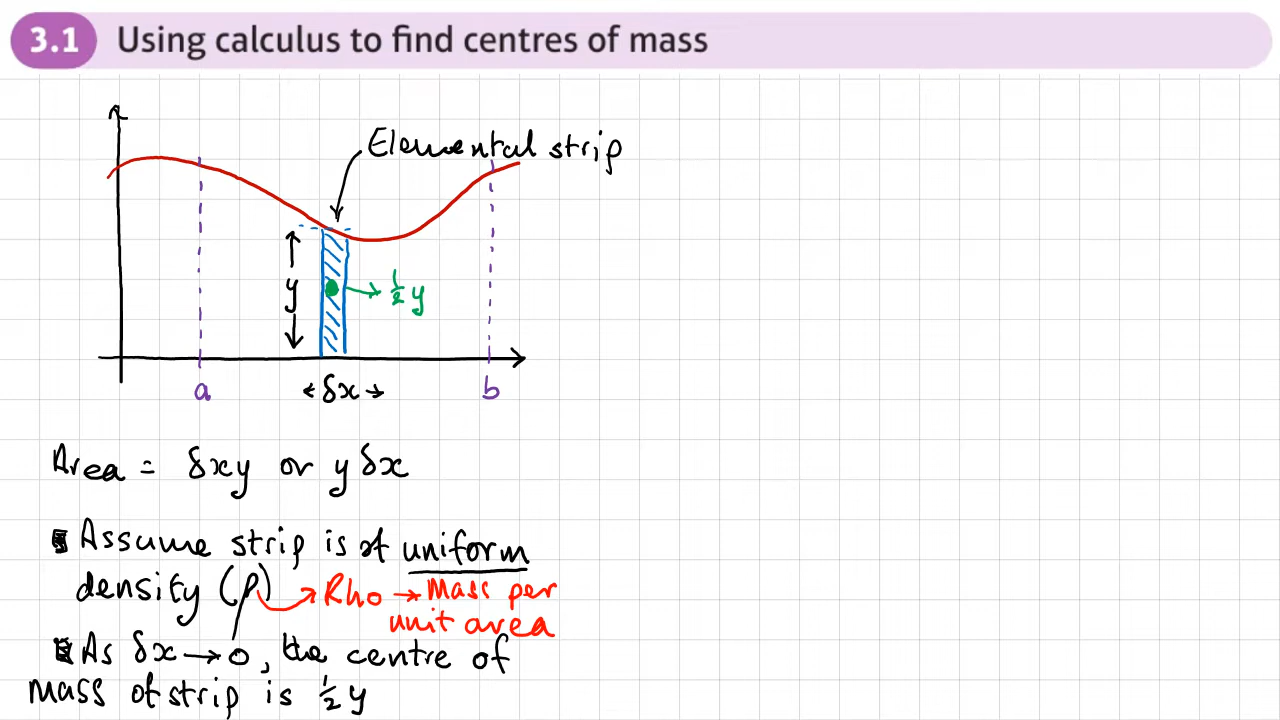 3.1 Using calculus to find centres of mass
Elemental strip
y
½ y
a
δx
b
Area = δxy or yδx
Assume strip is of uniform
density (ρ) → Rho → Mass per
unit area
As δx → 0, the centre of
mass of strip is ½ y